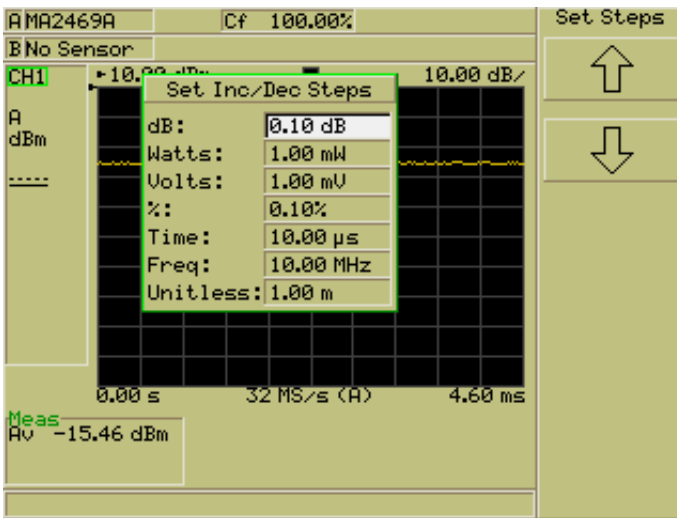 A MA2469A Cf 100.00%
Set Steps
B No Sensor
CH1
10.00 dB/
Set Inc/Dec Steps
A
dBm
dB: 0.10 dB
Watts: 1.00 mW
Volts: 1.00 mV
%: 0.10%
Time: 10.00 µs
Freq: 10.00 MHz
Unitless: 1.00 m
0.00 s 32 MS/s (A) 4.60 ms
Meas
Av -15.46 dBm